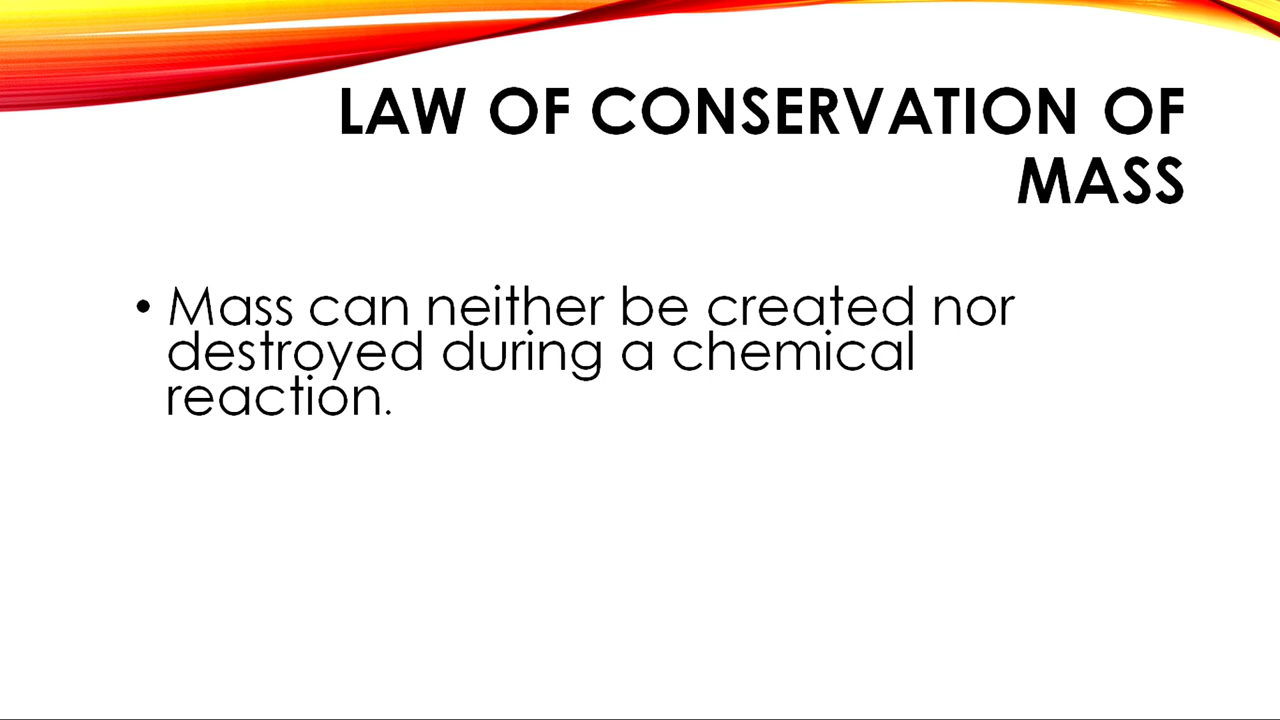 LAW OF CONSERVATION OF
MASS
• Mass can neither be created nor
destroyed during a chemical
reaction.